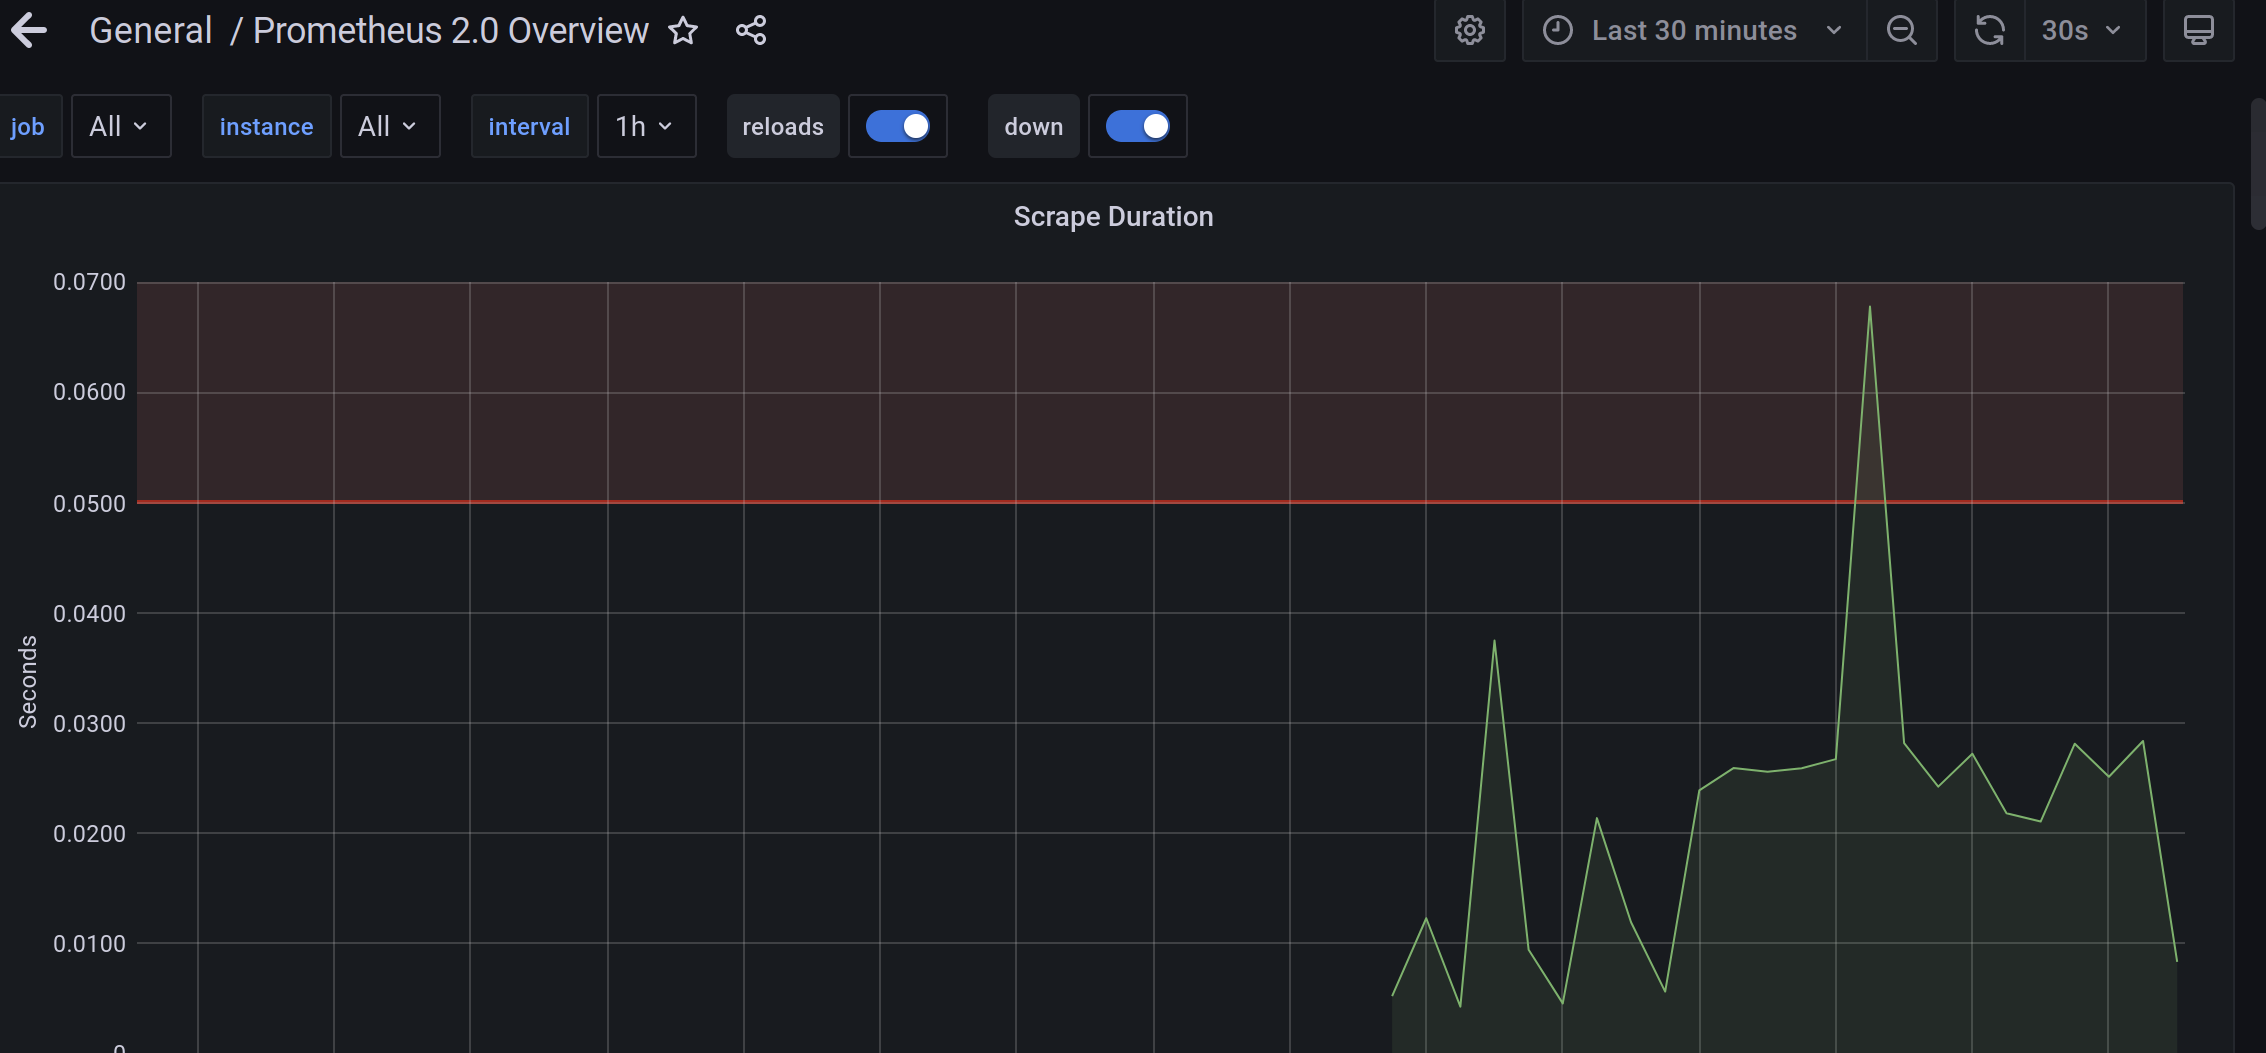 General / Prometheus 2.0 Overview
Last 30 minutes
30s
job All instance All interval 1h reloads down
Scrape Duration
0.0700
0.0600
0.0500
0.0400
0.0300
0.0200
0.0100
0
Seconds